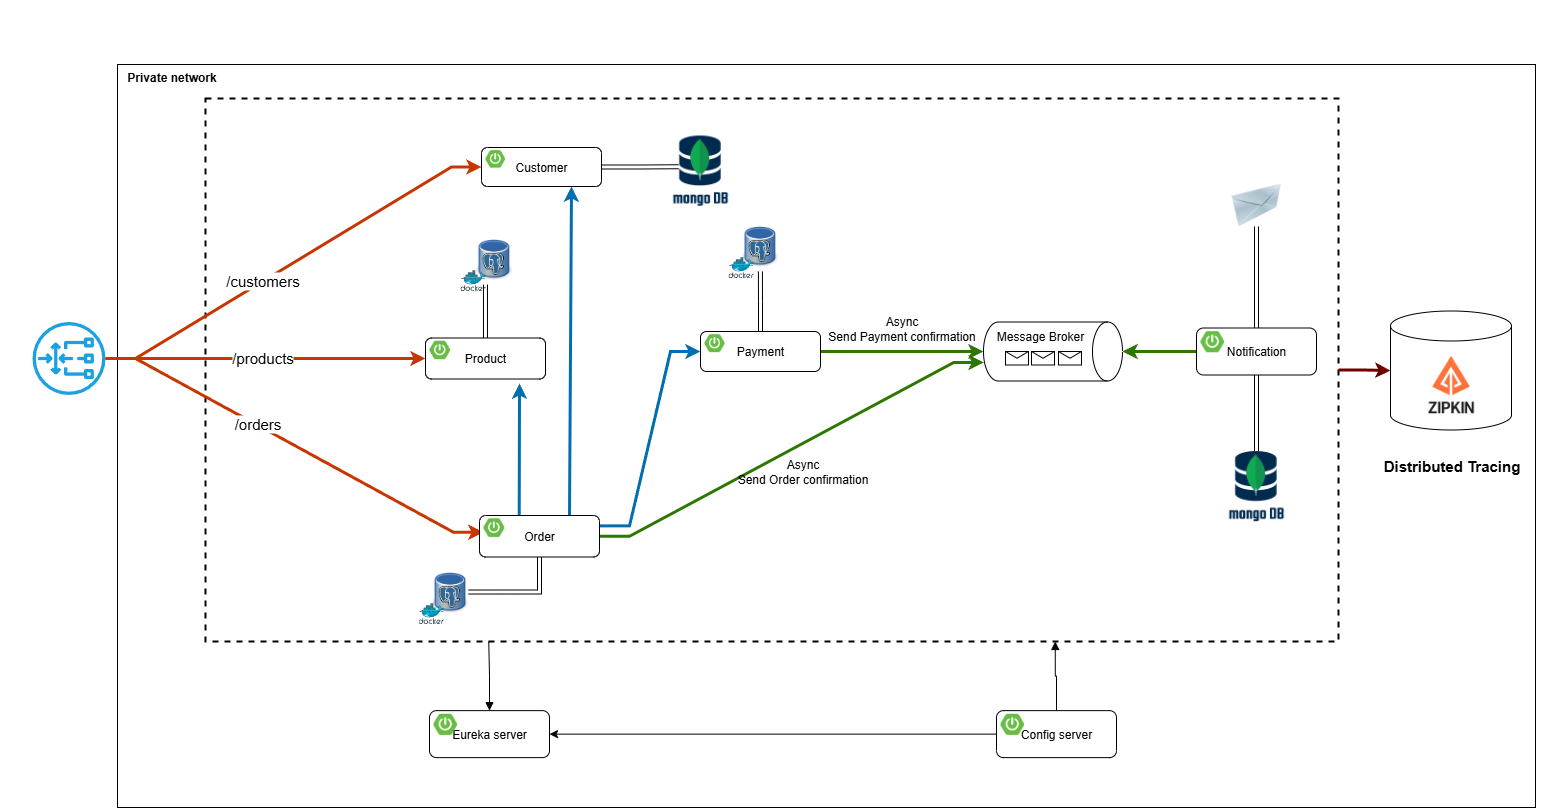 Private network
Customer
mongo DB
docker
docker
/customers
Async
Send Payment confirmation
Message Broker
/products
Product
Payment
Notification
ZIPKIN
/orders
Async
Send Order confirmation
Distributed Tracing
mongo DB
Order
docker
Eureka server
Config server